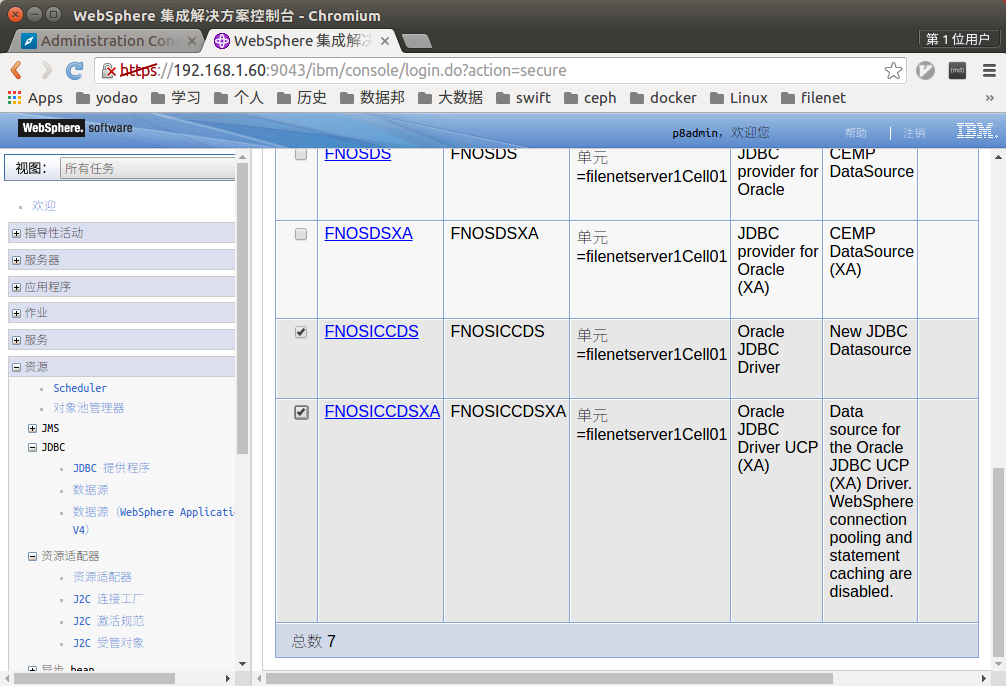 WebSphere 集成解决方案控制台 - Chromium
Administration Con
WebSphere 集成解决
第 1 位用户
https://192.168.1.60:9043/ibm/console/login.do?action=secure
Apps
yodao
学习
个人
历史
数据邦
大数据
swift
ceph
docker
Linux
filenet
»
WebSphere. software
p8admin，欢迎您
帮助
注销
IBM.
视图：
所有任务
欢迎
指导性活动
服务器
应用程序
作业
服务
资源
Scheduler
对象池管理器
JMS
JDBC
JDBC 提供程序
数据源
数据源（WebSphere Applicati
V4）
资源适配器
资源适配器
J2C 连接工厂
J2C 激活规范
J2C 受管对象
异步 bean
FNOSDS
FNOSDS
单元
=filenetserver1Cell01
JDBC
provider for
Oracle
CEMP
DataSource
FNOSDSXA
FNOSDSXA
单元
=filenetserver1Cell01
JDBC
provider for
Oracle
(XA)
CEMP
DataSource
(XA)
FNOSICCDS
FNOSICCDS
单元
=filenetserver1Cell01
Oracle
JDBC
Driver
New JDBC
Datasource
FNOSICCDSXA
FNOSICCDSXA
单元
=filenetserver1Cell01
Oracle
JDBC
Driver UCP
(XA)
Data
source for
the Oracle
JDBC UCP
(XA) Driver.
WebSphere
connection
pooling and
statement
caching are
disabled.
总数 7